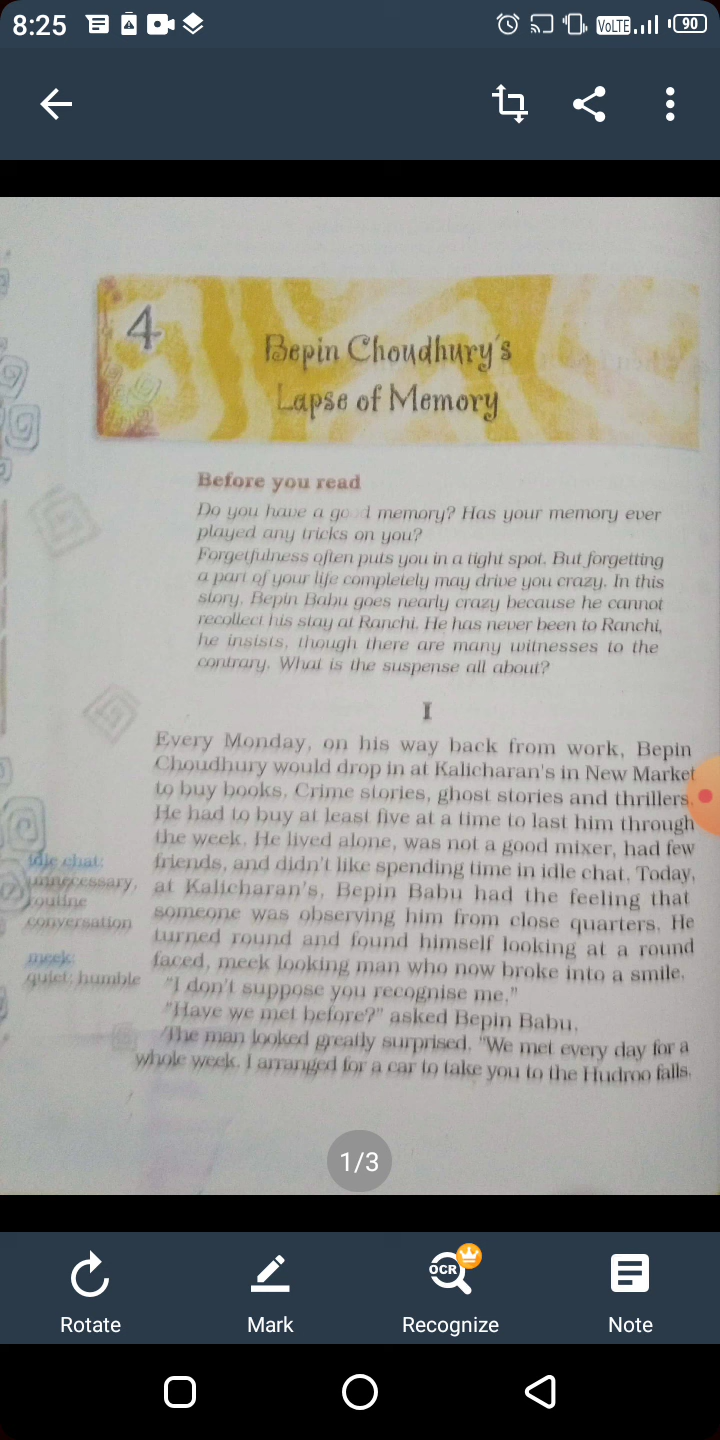 8:25
VoLTE
90
4
Bepin Choudhury's
Lapse of Memory
Before you read
Do you have a good memory? Has your memory ever
played any tricks on you?
Forgetfulness often puts you in a tight spot. But forgetting
a part of your life completely may drive you crazy. In this
story, Bepin Babu goes nearly crazy because he cannot
recollect his stay at Ranchi. He has never been to Ranchi,
he insists, though there are many witnesses to the
contrary. What is the suspense all about?
I
Every Monday, on his way back from work, Bepin
Choudhury would drop in at Kalicharan's in New Market
to buy books. Crime stories, ghost stories and thrillers.
He had to buy at least five at a time to last him through
the week. He lived alone, was not a good mixer, had few
friends, and didn't like spending time in idle chat. Today,
at Kalicharan's, Bepin Babu had the feeling that
someone was observing him from close quarters. He
turned round and found himself looking at a round
faced, meek looking man who now broke into a smile.
"I don't suppose you recognise me."
"Have we met before?" asked Bepin Babu.
The man looked greatly surprised. "We met every day for a
whole week. I arranged for a car to take you to the Hudroo falls.
idle chat:
unnecessary,
routine
conversation
meek:
quiet; humble
1/3
OCR
Rotate
Mark
Recognize
Note